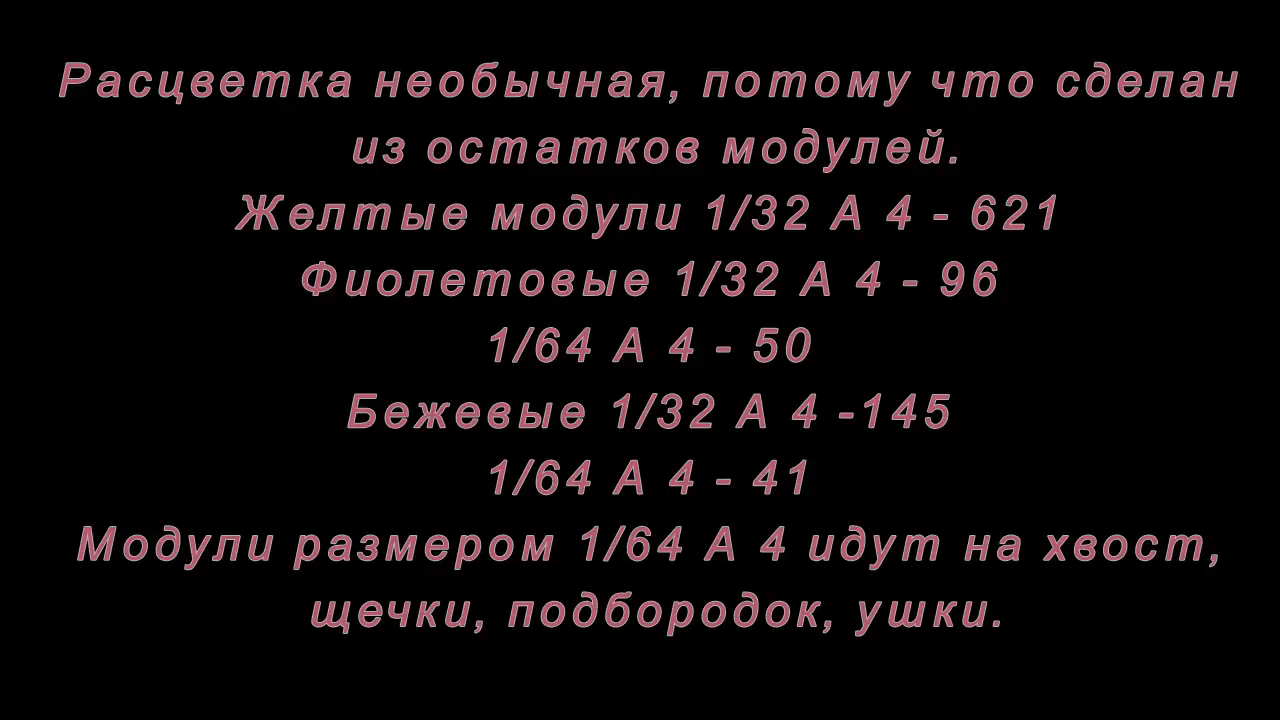 Расцветка необычная, потому что сделан
из остатков модулей.
Желтые модули 1/32 А 4 - 621
Фиолетовые 1/32 А 4 - 96
1/64 А 4 - 50
Бежевые 1/32 А 4 -145
1/64 А 4 - 41
Модули размером 1/64 А 4 идут на хвост,
щечки, подбородок, ушки.